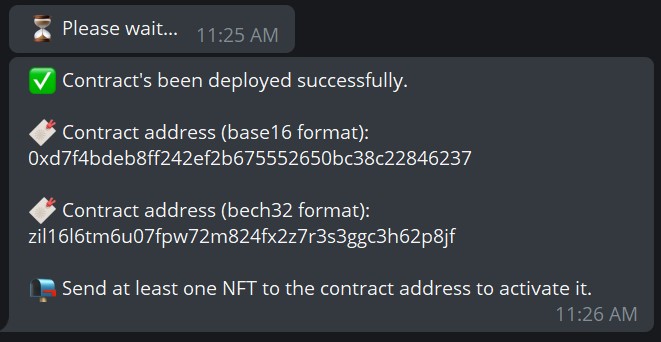 Please wait...
11:25 AM
Contract's been deployed successfully.
Contract address (base16 format):
0xd7f4bdeb8ff242ef2b675552650bc38c22846237
Contract address (bech32 format):
zil16l6tm6u07fpw72m824fx2z7r3s3ggc3h62p8jf
Send at least one NFT to the contract address to activate it.
11:26 AM